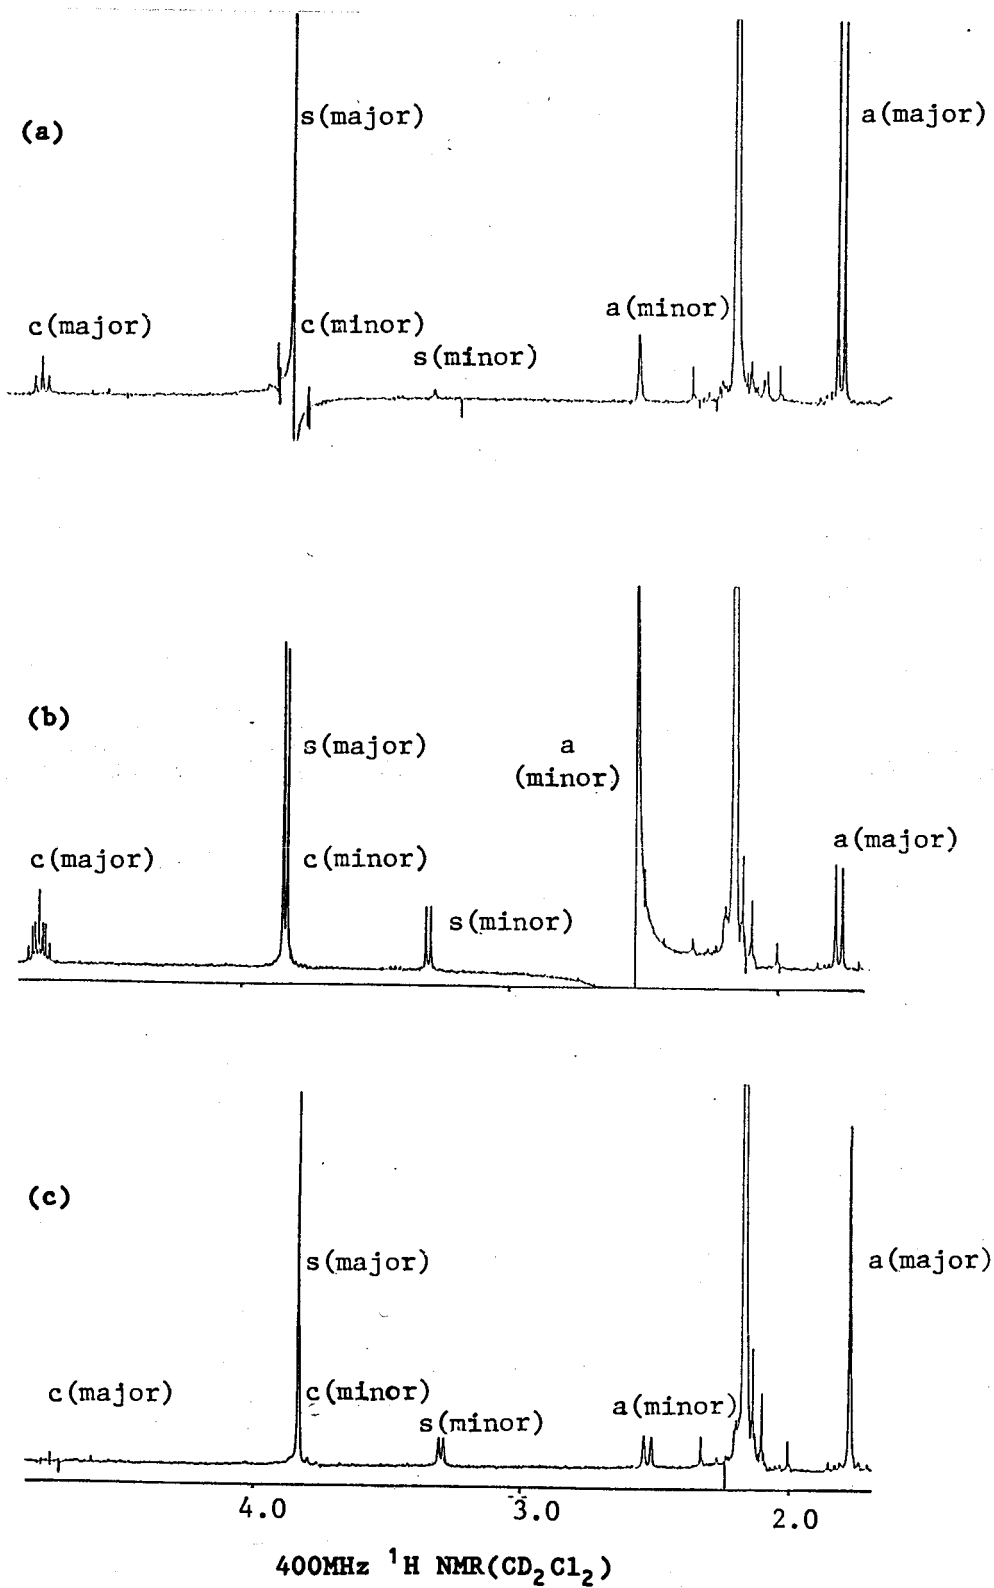 (a)
s(major)
a(major)
c(major)
c(minor)
s(minor)
a(minor)
(b)
s(major)
a
(minor)
c(major)
c(minor)
a(major)
s(minor)
(c)
s(major)
a(major)
c(major)
c(minor)
s(minor)
a(minor)
4.0
3.0
2.0
400MHz ¹H NMR(CD₂Cl₂)